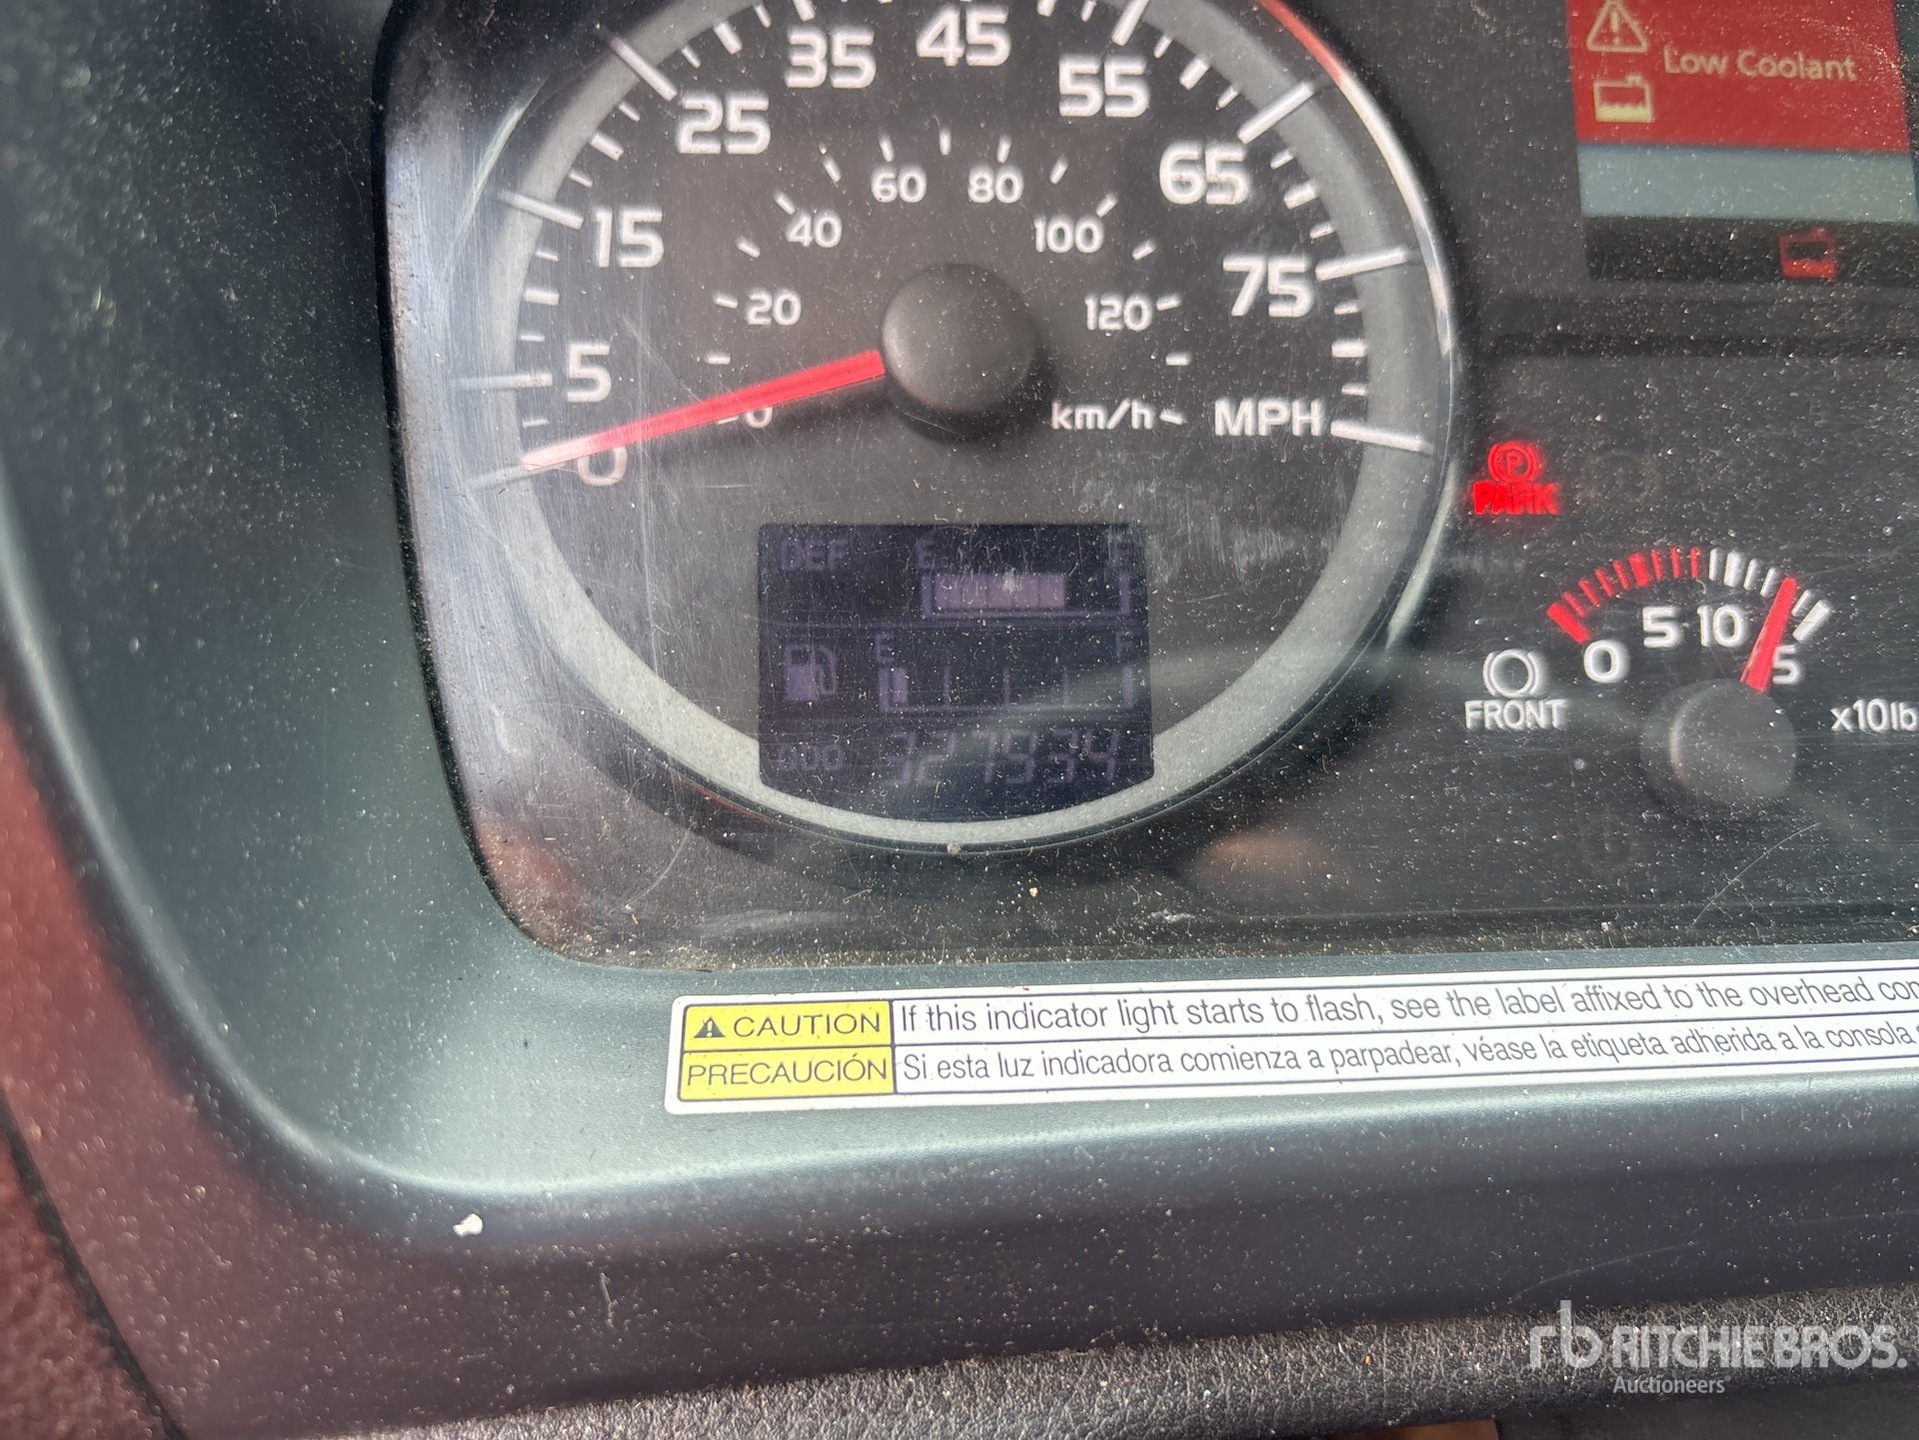 5
15
25
35
45
55
65
75
0
20
40
60
80
100
120
km/h
MPH
Low Coolant
PARK
DEF E
E F
327934
0 5 10 5
FRONT
x10lb
CAUTION If this indicator light starts to flash, see the label affixed to the overhead
PRECAUCIÓN Si esta luz indicadora comienza a parpadear, véase la etiqueta adherida a la consola
rb RITCHIE BROS.
Auctioneers